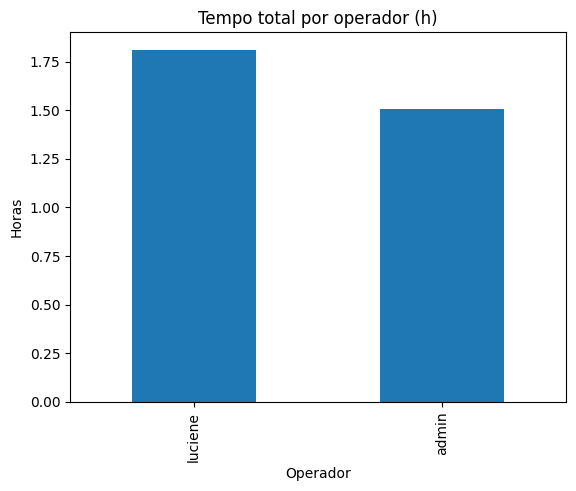 Tempo total por operador (h)
Horas
1.75
1.50
1.25
1.00
0.75
0.50
0.25
0.00
luciene
admin
Operador